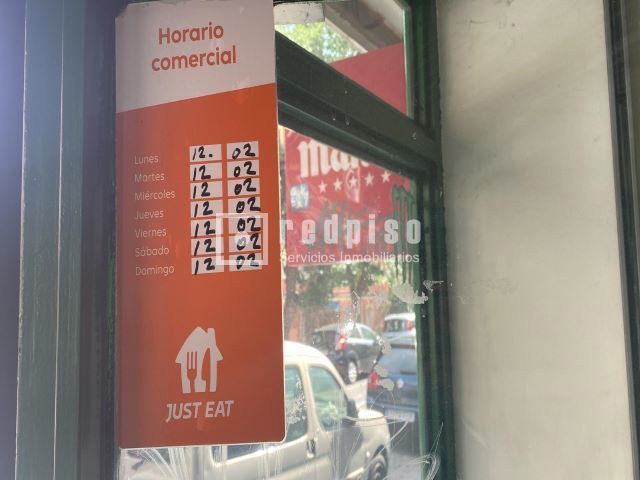 Horario
comercial
Lunes 12. 02
Martes 12 02
Miércoles 12 02
Jueves 12 02
Viernes 12 02
Sábado 12 02
Domingo 12 02
JUST EAT
redpiso
Servicios Inmobiliarios